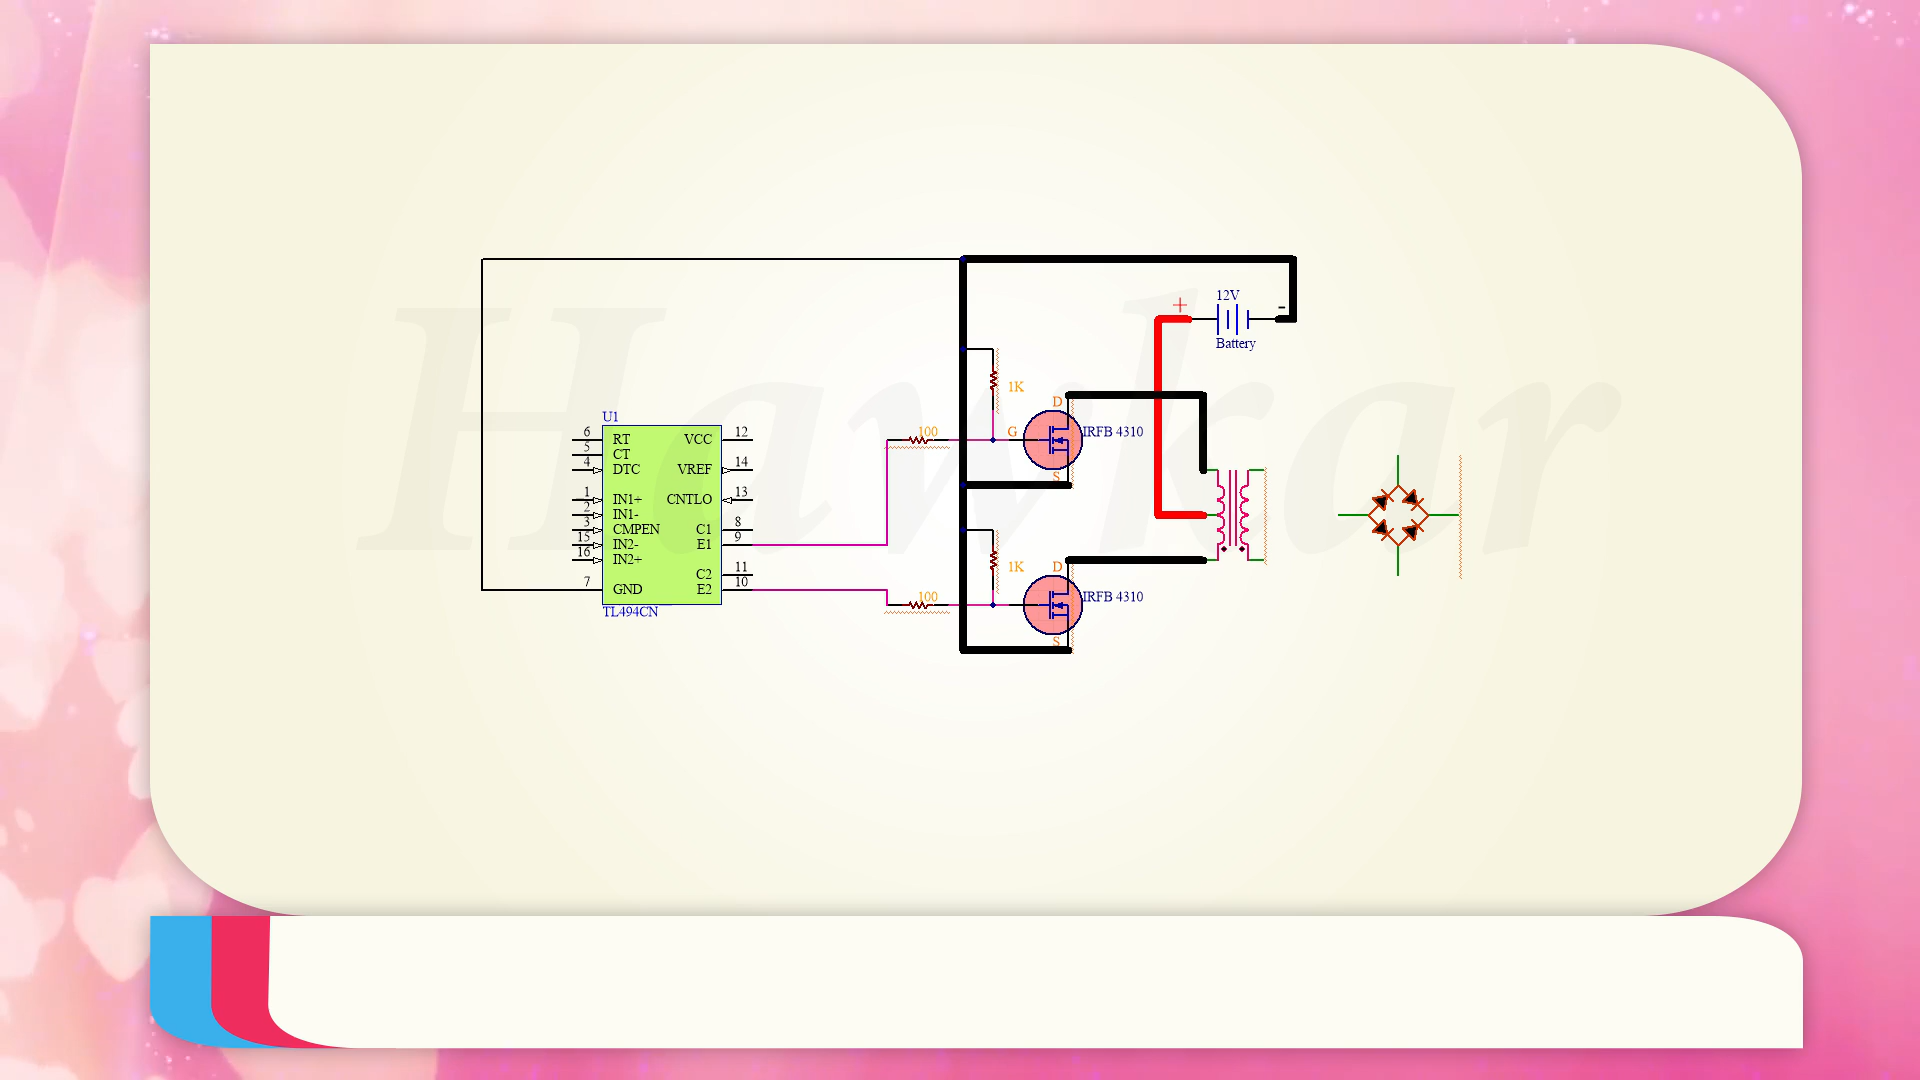 Hawkar
12V
+ -
Battery
1K
D
100 G IRFB 4310
S
U1
6 RT VCC 12
5 CT
4 DTC VREF 14
1 IN1+ CNTLO 13
2 IN1-
3 CMPEN C1 8
15 IN2- E1 9
16 IN2+
C2 11
7 GND E2 10
TL494CN
1K
D
100 IRFB 4310
S